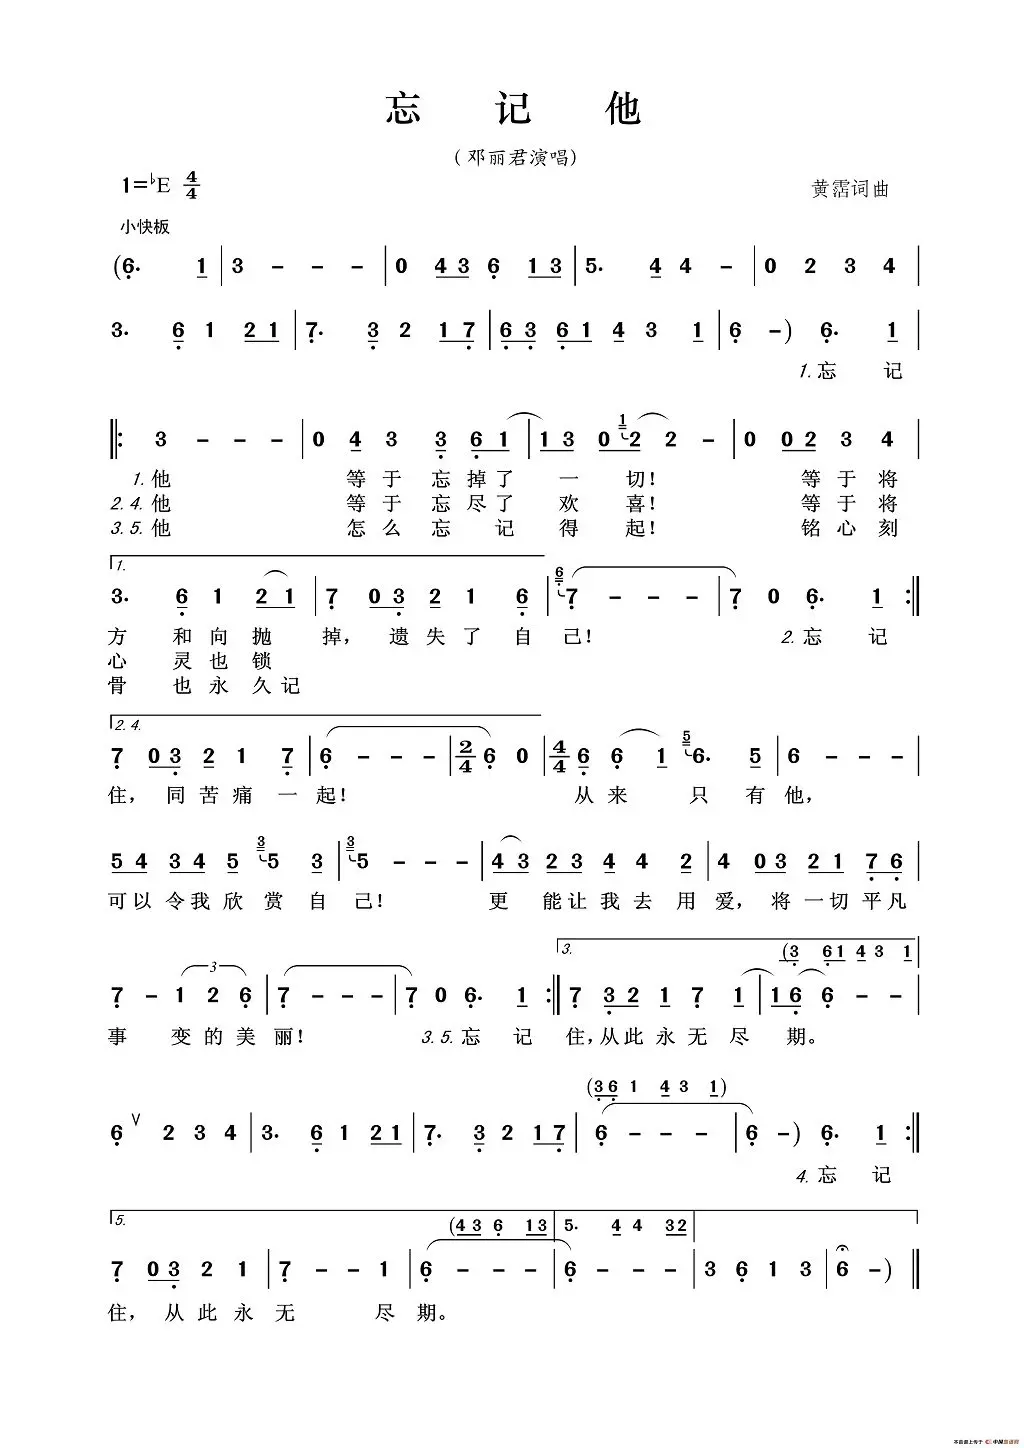 忘 记 他
(邓丽君演唱)
1=♭E 4/4
黄霑词曲
小快板
(6. 1 | 3 - - - | 0 43 6 13 | 5. 4 4 - | 0 2 3 4 |
3. 6 1 21 | 7. 3 2 17 | 63 61 4 3 1 | 6 -) 6. 1 |
1.忘 记
‖: 3 - - - | 0 4 3 3 61 | 13 0 1 2 2 - | 0 02 3 4 |
1.他 等于忘掉了一切! 等于将
2.4.他 等于忘尽了欢喜! 等于将
3.5.他 怎么忘记得起! 铭心刻
1.
3. 6 1 21 | 7 03 2 1 6 | 6 7 - - - | 7 0 6. 1 :‖
方 和向抛 掉, 遗失了自己! 2.忘 记
心 灵也锁
骨 也永久记
2.4.
7 03 2 1 7 | 6 - - - | 2/4 6 0 | 4/4 6 6 1 5 6. 5 | 6 - - - |
住, 同苦痛一起! 从来 只有他,
54 34 5 3 5 3 | 3 5 - - - | 43 23 4 4 2 | 4 03 21 76 |
可以令我欣赏自己! 更 能让我去用爱, 将一切平凡
3.
(3 61 4 3 1
7 - 3 1 2 6 | 7 - - - | 7 0 6. 1 :‖ 7 32 1 7 1 | 16 6 - - |
事 变的美丽! 3.5.忘 记 住,从此永无尽 期。
(36 1 4 3 1)
6 ∨ 2 3 4 | 3. 6 1 21 | 7. 3 2 17 | 6 - - - | 6 -) 6. 1 :‖
4.忘 记
5.
(43 6 13 | 5. 4 4 32 |
7 03 2 1 | 7 - - 1 | 6 - - - | 6 - - - | 3 6 1 3 | 6 -) ‖
住, 从此永无 尽期。